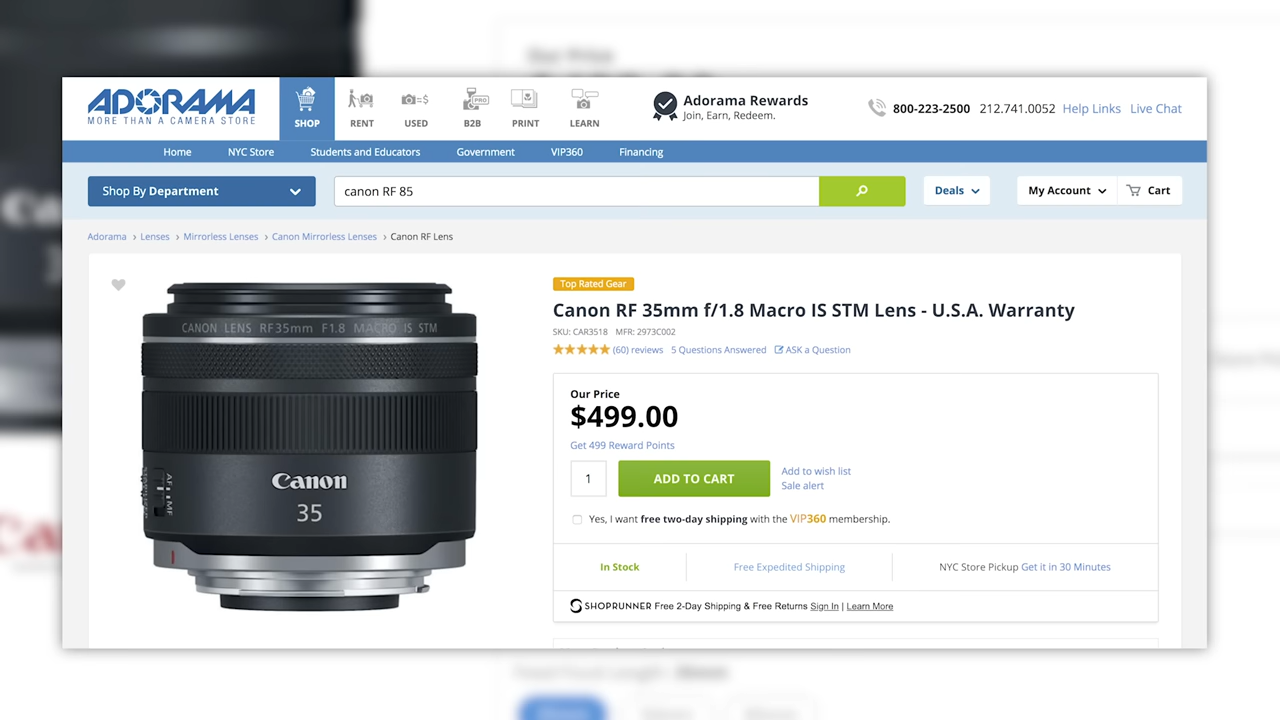 ADORAMA
MORE THAN A CAMERA STORE
SHOP
RENT
USED
B2B
PRINT
LEARN
PRO
Adorama Rewards
Join, Earn, Redeem.
800-223-2500 212.741.0052 Help Links Live Chat
Home NYC Store Students and Educators Government VIP360 Financing
Shop By Department
canon RF 85
Deals
My Account
Cart
Adorama › Lenses › Mirrorless Lenses › Canon Mirrorless Lenses › Canon RF Lens
CANON LENS RF35mm F1.8 MACRO IS STM
Canon
35
AF MF
Top Rated Gear
Canon RF 35mm f/1.8 Macro IS STM Lens - U.S.A. Warranty
SKU: CAR3518 MFR: 2973C002
(60) reviews 5 Questions Answered ASK a Question
Our Price
$499.00
Get 499 Reward Points
1
ADD TO CART
Add to wish list
Sale alert
Yes, I want free two-day shipping with the VIP360 membership.
In Stock
Free Expedited Shipping
NYC Store Pickup Get it in 30 Minutes
SHOPRUNNER Free 2-Day Shipping & Free Returns Sign In | Learn More